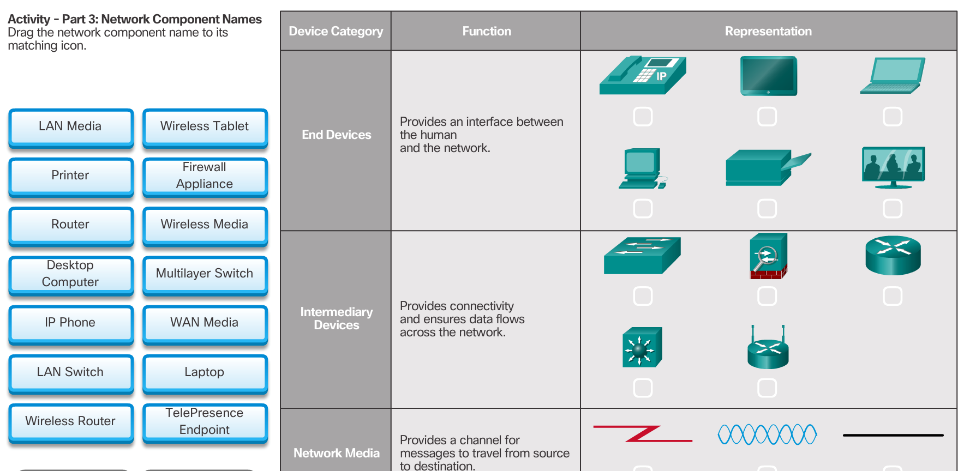 Activity – Part 3: Network Component Names
Drag the network component name to its
matching icon.
LAN Media
Wireless Tablet
Printer
Firewall
Appliance
Router
Wireless Media
Desktop
Computer
Multilayer Switch
IP Phone
WAN Media
LAN Switch
Laptop
Wireless Router
TelePresence
Endpoint
Device Category
Function
Representation
End Devices
Provides an interface between
the human
and the network.
IP
Intermediary
Devices
Provides connectivity
and ensures data flows
across the network.
Network Media
Provides a channel for
messages to travel from source
to destination.